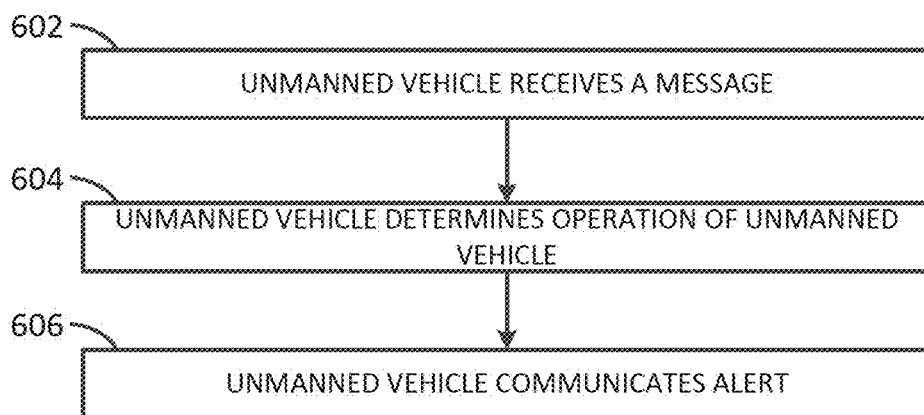 602
UNMANNED VEHICLE RECEIVES A MESSAGE
604
UNMANNED VEHICLE DETERMINES OPERATION OF UNMANNED
VEHICLE
606
UNMANNED VEHICLE COMMUNICATES ALERT